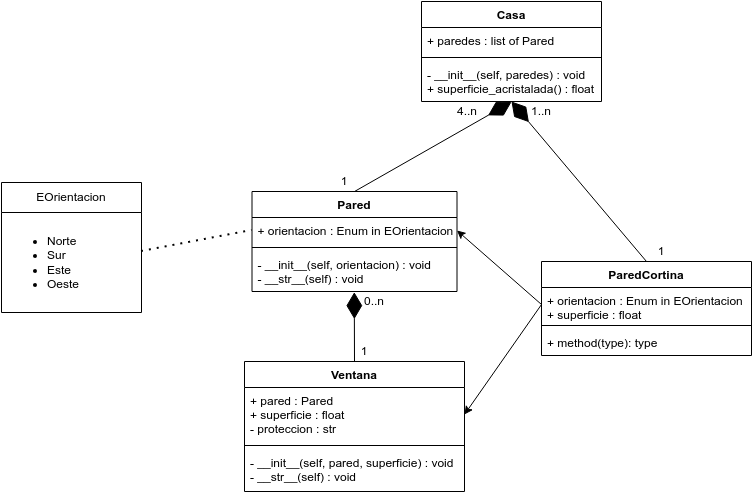 Casa
+ paredes : list of Pared
- __init__(self, paredes) : void
+ superficie_acristalada() : float
4..n
1..n
1
1
EOrientacion
Norte
Sur
Este
Oeste
Pared
+ orientacion : Enum in EOrientacion
- __init__(self, orientacion) : void
- __str__(self) : void
0..n
1
ParedCortina
+ orientacion : Enum in EOrientacion
+ superficie : float
+ method(type): type
Ventana
+ pared : Pared
+ superficie : float
- proteccion : str
- __init__(self, pared, superficie) : void
- __str__(self) : void